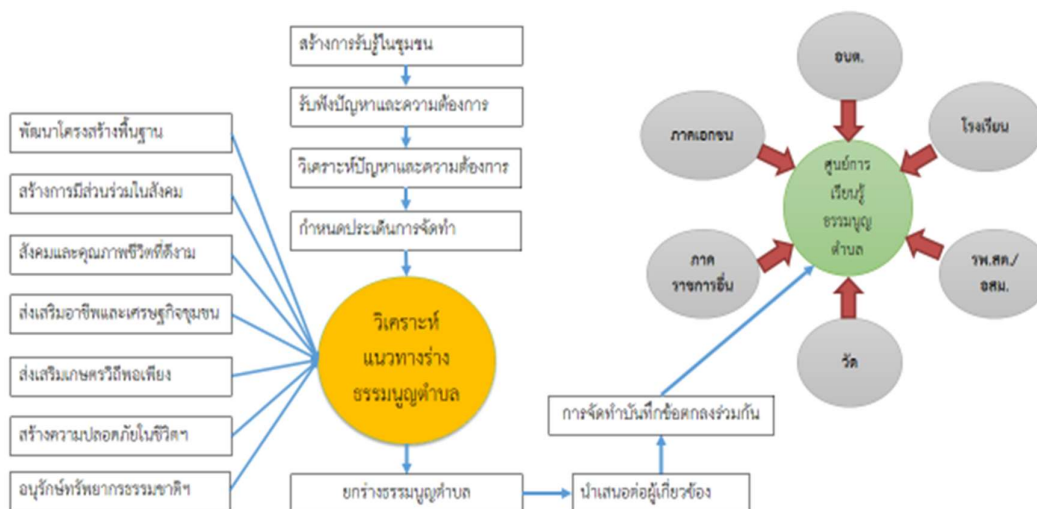 สร้างการรับรู้ในชุมชน
รับฟังปัญหาและความต้องการ
วิเคราะห์ปัญหาและความต้องการ
กำหนดประเด็นการจัดทำ
พัฒนาโครงสร้างพื้นฐาน
สร้างการมีส่วนร่วมในสังคม
สังคมและคุณภาพชีวิตที่ดีงาม
ส่งเสริมอาชีพและเศรษฐกิจชุมชน
ส่งเสริมเกษตรวิถีพอเพียง
สร้างความปลอดภัยในชีวิตฯ
อนุรักษ์ทรัพยากรธรรมชาติฯ
วิเคราะห์
แนวทางร่าง
ธรรมนูญตำบล
ยกร่างธรรมนูญตำบล
นำเสนอต่อผู้เกี่ยวข้อง
การจัดทำบันทึกข้อตกลงร่วมกัน
อบต.
ภาคเอกชน
โรงเรียน
ศูนย์การ
เรียนรู้
ธรรมนูญ
ตำบล
ภาค
ราชการอื่น
รพ.สต./
อสม.
วัด